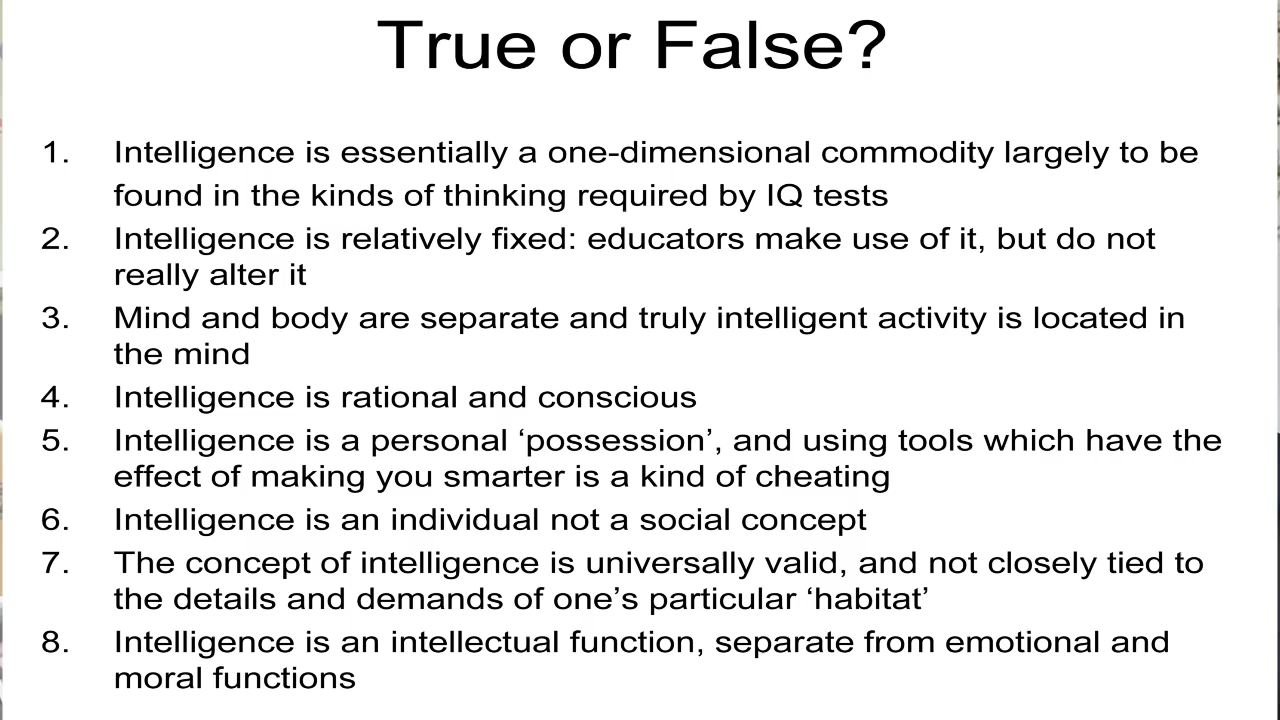 True or False?
1. Intelligence is essentially a one-dimensional commodity largely to be
found in the kinds of thinking required by IQ tests
2. Intelligence is relatively fixed: educators make use of it, but do not
really alter it
3. Mind and body are separate and truly intelligent activity is located in
the mind
4. Intelligence is rational and conscious
5. Intelligence is a personal ‘possession’, and using tools which have the
effect of making you smarter is a kind of cheating
6. Intelligence is an individual not a social concept
7. The concept of intelligence is universally valid, and not closely tied to
the details and demands of one’s particular ‘habitat’
8. Intelligence is an intellectual function, separate from emotional and
moral functions